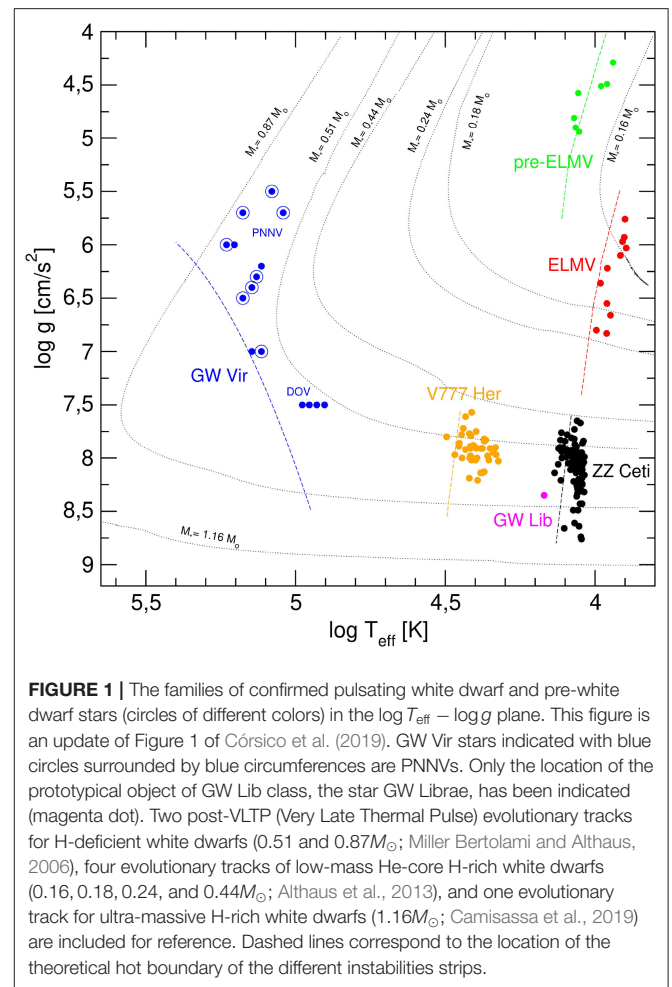 4
4,5
5
5,5
6
6,5
7
7,5
8
8,5
9
log g [cm/s²]
M⁎= 0.87 M☉
M⁎= 0.51 M☉
M⁎= 0.44 M☉
M⁎= 0.24 M☉
M⁎= 0.18 M☉
M⁎= 0.16 M☉
pre-ELMV
PNNV
ELMV
GW Vir
DOV
V777 Her
ZZ Ceti
GW Lib
M⁎= 1.16 M☉
5,5
5
4,5
4
log T_eff [K]
FIGURE 1 | The families of confirmed pulsating white dwarf and pre-white
dwarf stars (circles of different colors) in the log T_eff − log g plane. This figure is
an update of Figure 1 of Córsico et al. (2019). GW Vir stars indicated with blue
circles surrounded by blue circumferences are PNNVs. Only the location of the
prototypical object of GW Lib class, the star GW Librae, has been indicated
(magenta dot). Two post-VLTP (Very Late Thermal Pulse) evolutionary tracks
for H-deficient white dwarfs (0.51 and 0.87M☉; Miller Bertolami and Althaus,
2006), four evolutionary tracks of low-mass He-core H-rich white dwarfs
(0.16, 0.18, 0.24, and 0.44M☉; Althaus et al., 2013), and one evolutionary
track for ultra-massive H-rich white dwarfs (1.16M☉; Camisassa et al., 2019)
are included for reference. Dashed lines correspond to the location of the
theoretical hot boundary of the different instabilities strips.